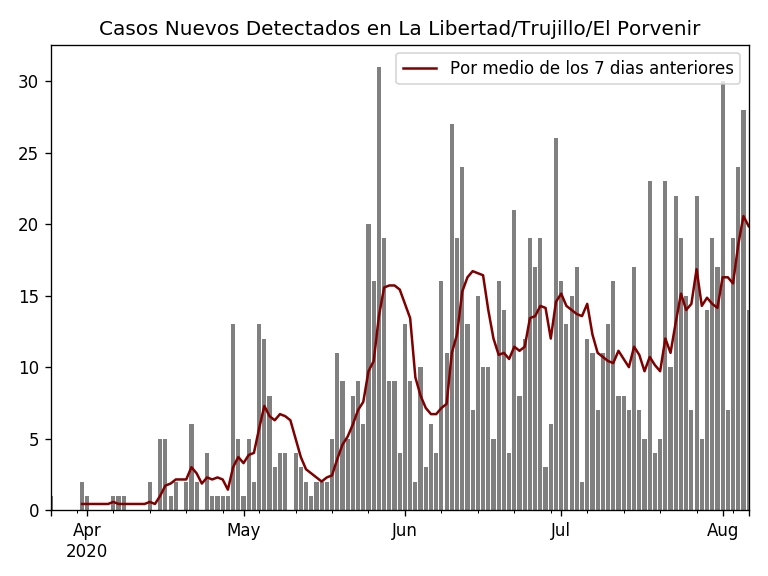 Casos Nuevos Detectados en La Libertad/Trujillo/El Porvenir
Por medio de los 7 dias anteriores
30
25
20
15
10
5
0
Apr
May
Jun
Jul
Aug
2020